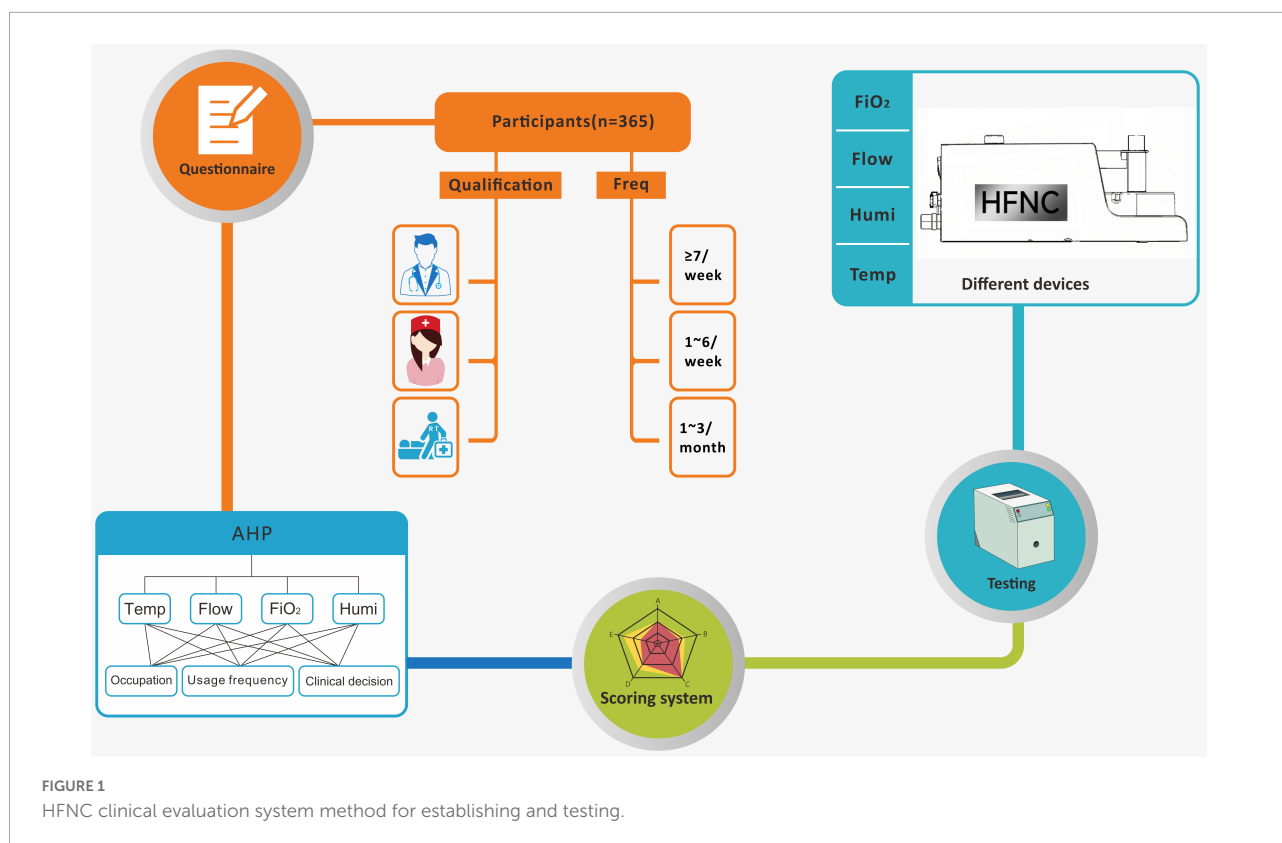 Questionnaire
Participants(n=365)
Qualification
Freq
≥7/
week
1~6/
week
1~3/
month
RT
FiO₂
Flow
Humi
Temp
HFNC
Different devices
AHP
Temp
Flow
FiO₂
Humi
Occupation
Usage frequency
Clinical decision
A
B
C
D
E
Scoring system
Testing
FIGURE 1
HFNC clinical evaluation system method for establishing and testing.